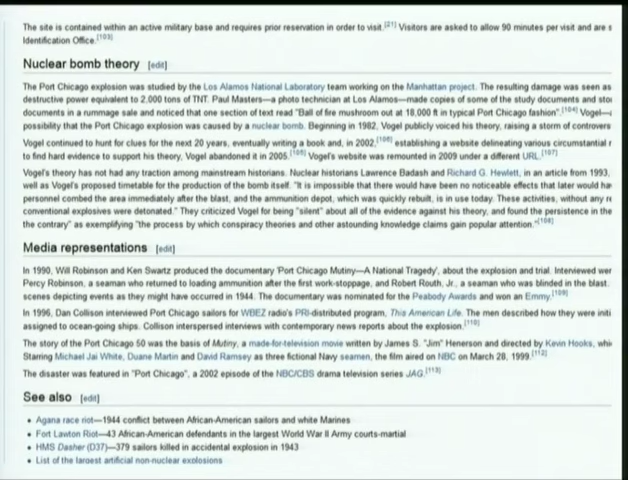 The site is contained within an active military base and requires prior reservation in order to visit.[21] Visitors are asked to allow 90 minutes per visit and are s
Identification Office.[103]
Nuclear bomb theory [edit]
The Port Chicago explosion was studied by the Los Alamos National Laboratory team working on the Manhattan project. The resulting damage was seen as
destructive power equivalent to 2,000 tons of TNT. Paul Masters—a photo technician at Los Alamos—made copies of some of the study documents and sto
documents in a rummage sale and noticed that one section of text read "Ball of fire mushroom out at 18,000 ft in typical Port Chicago fashion".[104] Vogel—
possibility that the Port Chicago explosion was caused by a nuclear bomb. Beginning in 1982, Vogel publicly voiced his theory, raising a storm of controvers
Vogel continued to hunt for clues for the next 20 years, eventually writing a book and, in 2002,[106] establishing a website delineating various circumstantial
to find hard evidence to support his theory, Vogel abandoned it in 2005.[105] Vogel's website was remounted in 2009 under a different URL.[107]
Vogel's theory has not had any traction among mainstream historians. Nuclear historians Lawrence Badash and Richard G. Hewlett, in an article from 1993,
well as Vogel's proposed timetable for the production of the bomb itself. "It is impossible that there would have been no noticeable effects that later would ha
personnel combed the area immediately after the blast, and the ammunition depot, which was quickly rebuilt, is in use today. These activities, without any re
conventional explosives were detonated." They criticized Vogel for being "silent" about all of the evidence against his theory, and found the persistence in the
the contrary" as exemplifying "the process by which conspiracy theories and other astounding knowledge claims gain popular attention."[108]
Media representations [edit]
In 1990, Will Robinson and Ken Swartz produced the documentary 'Port Chicago Mutiny—A National Tragedy', about the explosion and trial. Interviewed wer
Percy Robinson, a seaman who returned to loading ammunition after the first work-stoppage, and Robert Routh, Jr., a seaman who was blinded in the blast.
scenes depicting events as they might have occurred in 1944. The documentary was nominated for the Peabody Awards and won an Emmy.[109]
In 1996, Dan Collison interviewed Port Chicago sailors for WBEZ radio's PRI-distributed program, This American Life. The men described how they were initi
assigned to ocean-going ships. Collison interspersed interviews with contemporary news reports about the explosion.[110]
The story of the Port Chicago 50 was the basis of Mutiny, a made-for-television movie written by James S. "Jim" Henerson and directed by Kevin Hooks, whi
Starring Michael Jai White, Duane Martin and David Ramsey as three fictional Navy seamen, the film aired on NBC on March 28, 1999.[112]
The disaster was featured in "Port Chicago", a 2002 episode of the NBC/CBS drama television series JAG.[113]
See also [edit]
• Agana race riot—1944 conflict between African-American sailors and white Marines
• Fort Lawton Riot—43 African-American defendants in the largest World War II Army courts-martial
• HMS Dasher (D37)—379 sailors killed in accidental explosion in 1943
• List of the largest artificial non-nuclear explosions